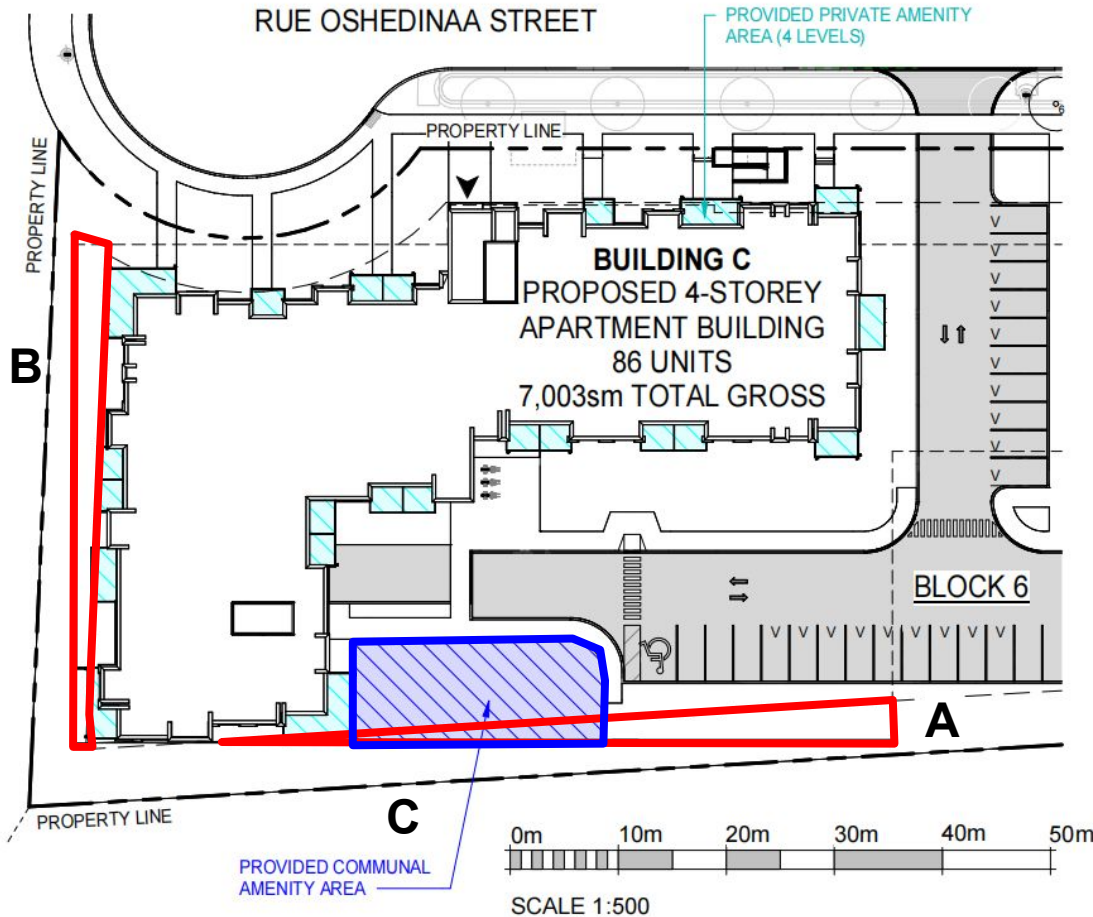 RUE OSHEDINAA STREET
PROVIDED PRIVATE AMENITY
AREA (4 LEVELS)
6
PROPERTY LINE
PROPERTY LINE
V
V
V
BUILDING C
PROPOSED 4-STOREY
APARTMENT BUILDING
86 UNITS
7,003sm TOTAL GROSS
V
V
V
V
V
V
V
B
BLOCK 6
V V V V V V V V V
A
PROPERTY LINE
C
PROVIDED COMMUNAL
AMENITY AREA
0m 10m 20m 30m 40m 50m
SCALE 1:500